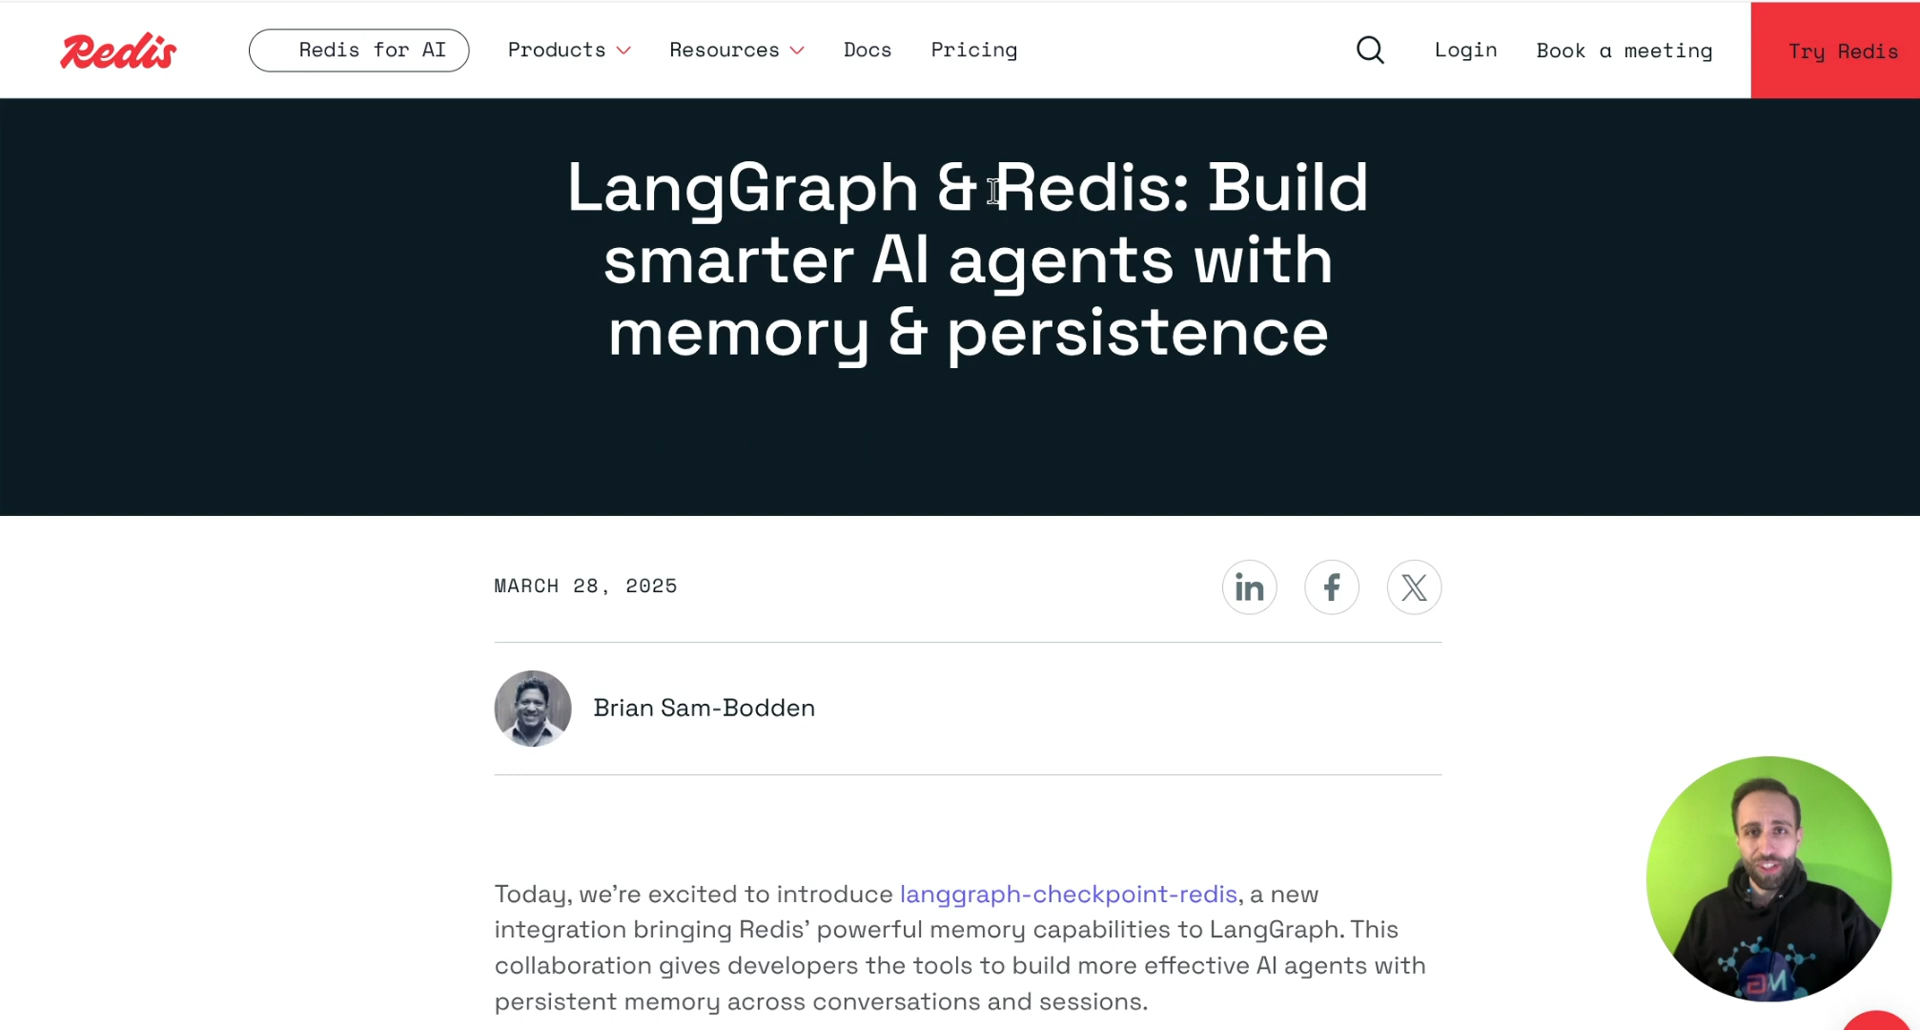 Redis
Redis for AI
Products
Resources
Docs
Pricing
Login
Book a meeting
Try Redis
LangGraph & Redis: Build
smarter AI agents with
memory & persistence
MARCH 28, 2025
in
f
X
Brian Sam-Bodden
Today, we’re excited to introduce langgraph-checkpoint-redis, a new
integration bringing Redis’ powerful memory capabilities to LangGraph. This
collaboration gives developers the tools to build more effective AI agents with
persistent memory across conversations and sessions.